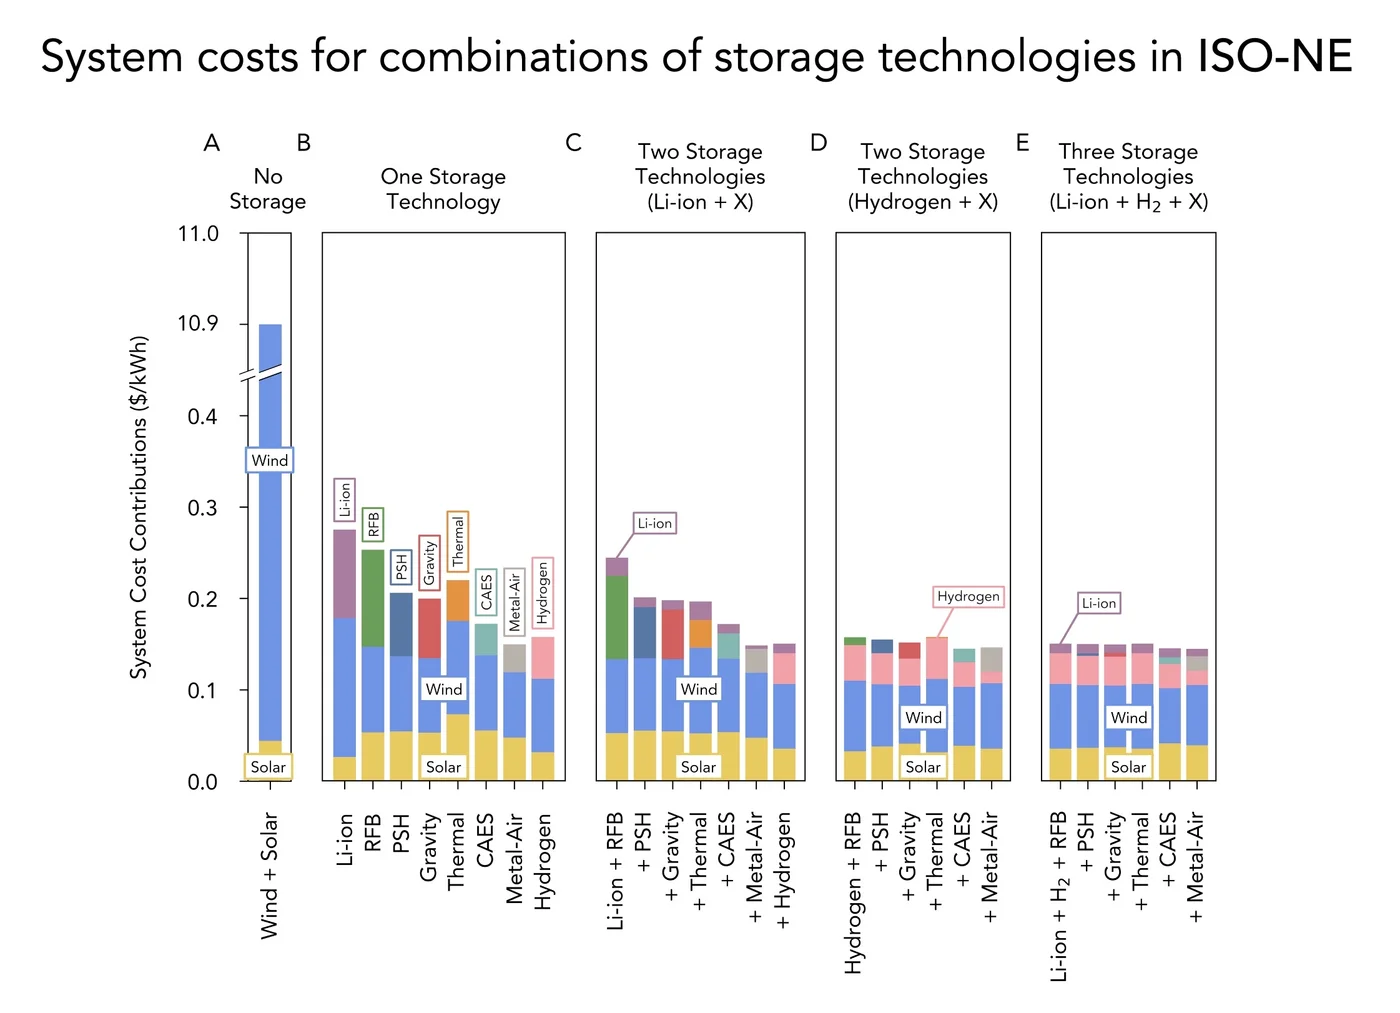 System costs for combinations of storage technologies in ISO-NE
A
No
Storage
B
One Storage
Technology
C
Two Storage
Technologies
(Li-ion + X)
D
Two Storage
Technologies
(Hydrogen + X)
E
Three Storage
Technologies
(Li-ion + H₂ + X)
System Cost Contributions ($/kWh)
11.0
10.9
0.4
0.3
0.2
0.1
0.0
Wind
Solar
Li-ion
RFB
PSH
Gravity
Thermal
CAES
Metal-Air
Hydrogen
Wind
Solar
Li-ion
Wind
Solar
Hydrogen
Wind
Solar
Li-ion
Wind
Solar
Wind + Solar
Li-ion
RFB
PSH
Gravity
Thermal
CAES
Metal-Air
Hydrogen
Li-ion + RFB
+ PSH
+ Gravity
+ Thermal
+ CAES
+ Metal-Air
+ Hydrogen
Hydrogen + RFB
+ PSH
+ Gravity
+ Thermal
+ CAES
+ Metal-Air
Li-ion + H₂ + RFB
+ PSH
+ Gravity
+ Thermal
+ CAES
+ Metal-Air